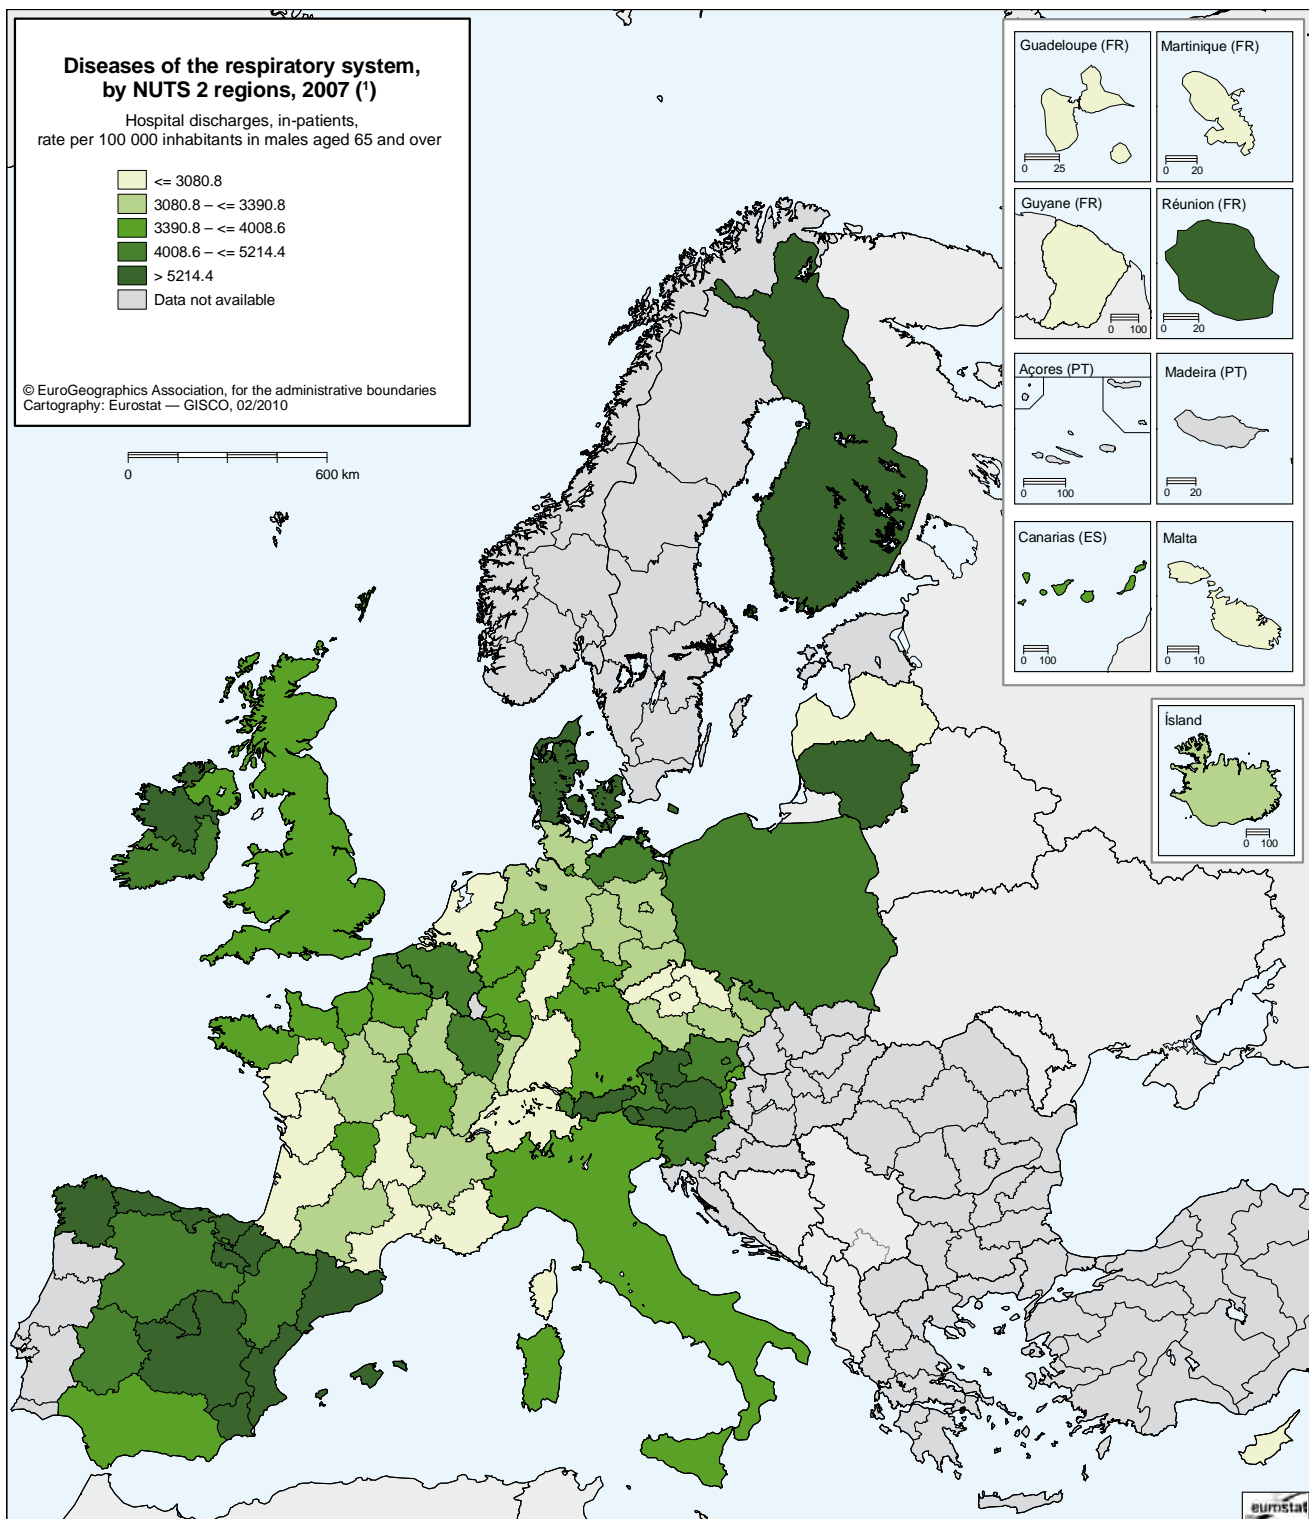 Diseases of the respiratory system,
by NUTS 2 regions, 2007 (¹)
Hospital discharges, in-patients,
rate per 100 000 inhabitants in males aged 65 and over
<= 3080.8
3080.8 – <= 3390.8
3390.8 – <= 4008.6
4008.6 – <= 5214.4
> 5214.4
Data not available
© EuroGeographics Association, for the administrative boundaries
Cartography: Eurostat — GISCO, 02/2010
0 600 km
Guadeloupe (FR)
0 25
Martinique (FR)
0 20
Guyane (FR)
0 100
Réunion (FR)
0 20
Açores (PT)
0 100
Madeira (PT)
0 20
Canarias (ES)
0 100
Malta
0 10
Ísland
0 100
eurostat